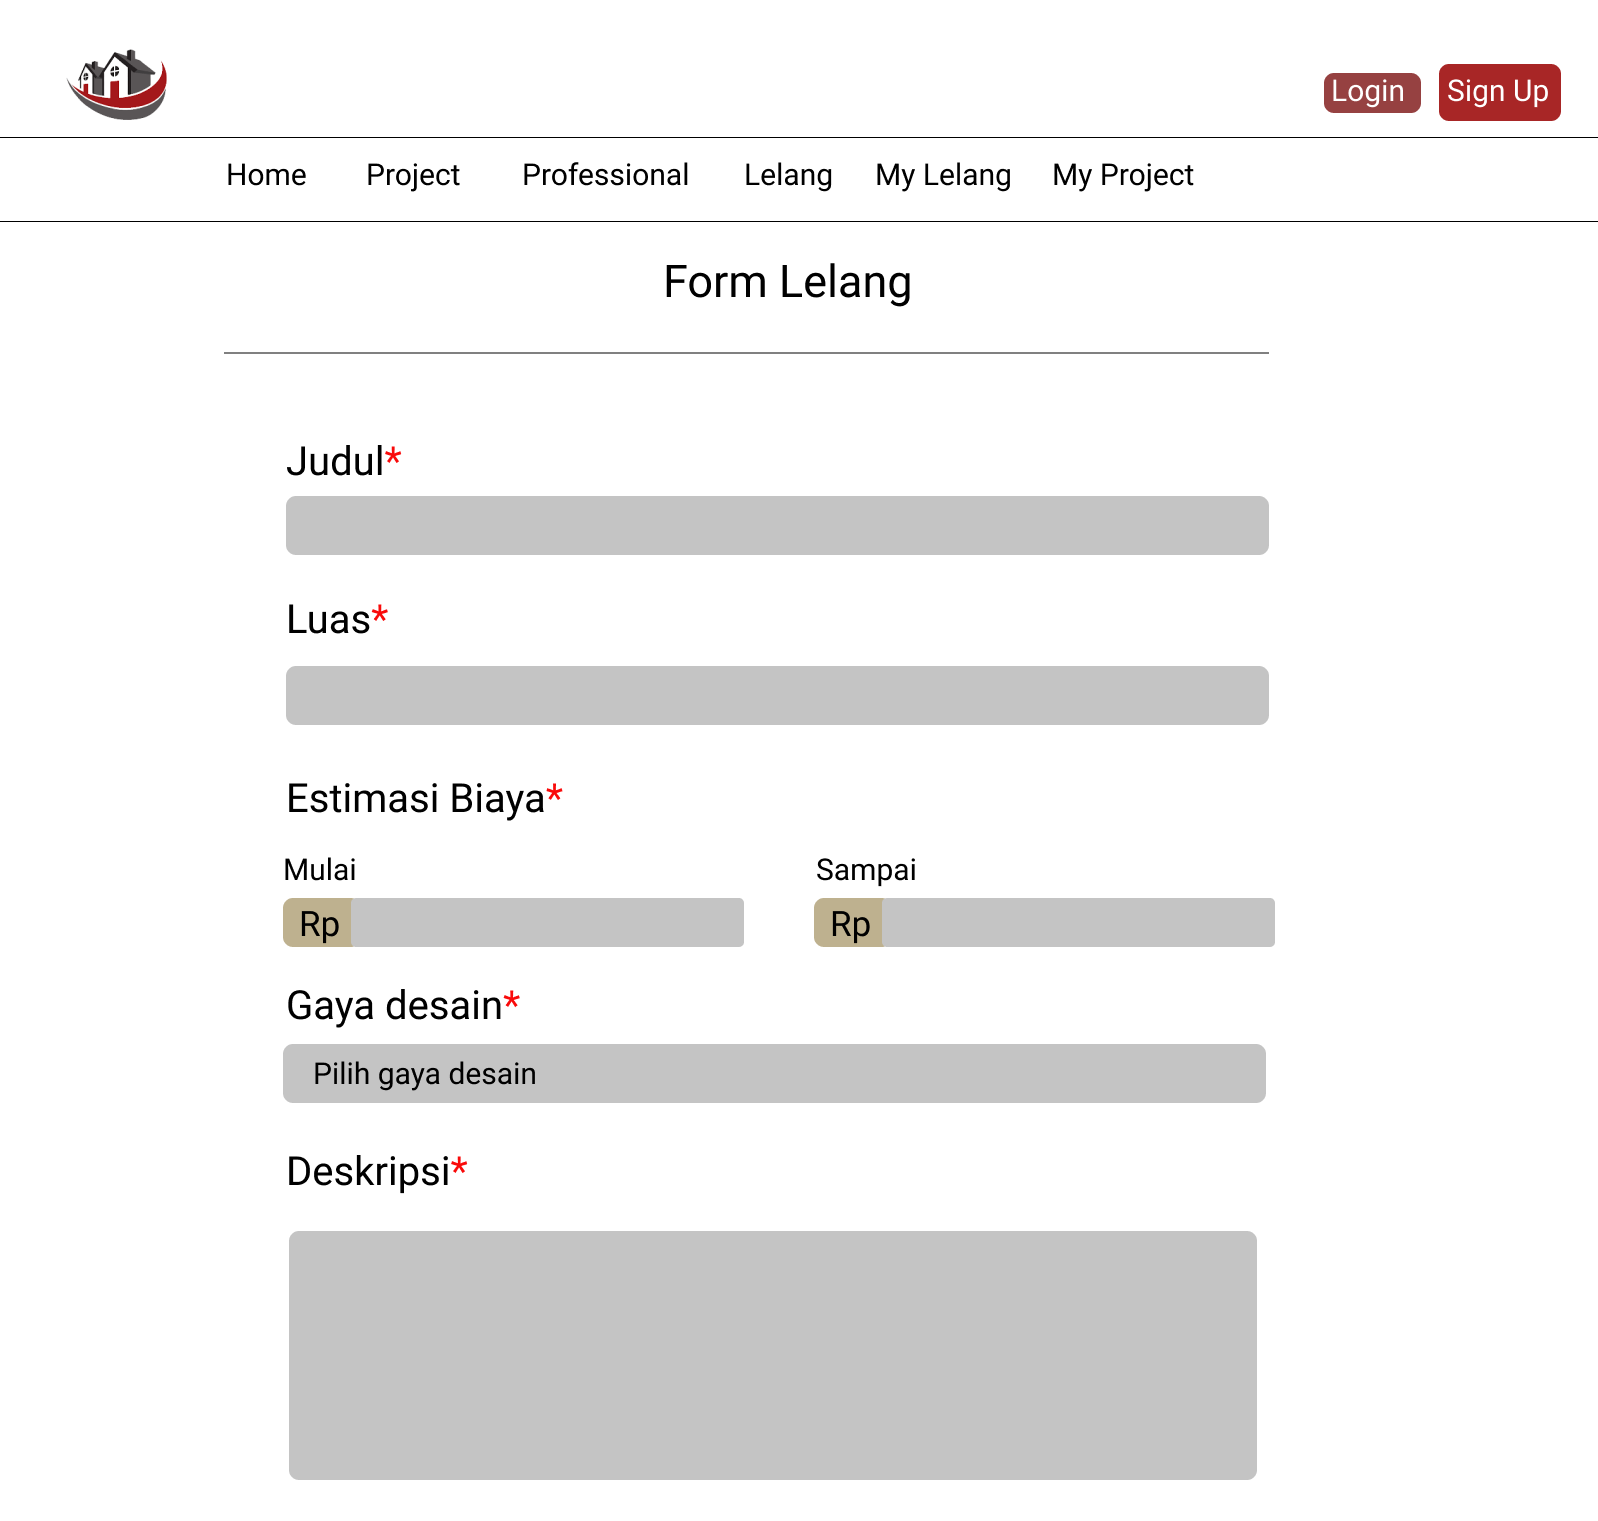 Login Sign Up
Home Project Professional Lelang My Lelang My Project
Form Lelang
Judul*
Luas*
Estimasi Biaya*
Mulai Sampai
Rp Rp
Gaya desain*
Pilih gaya desain
Deskripsi*